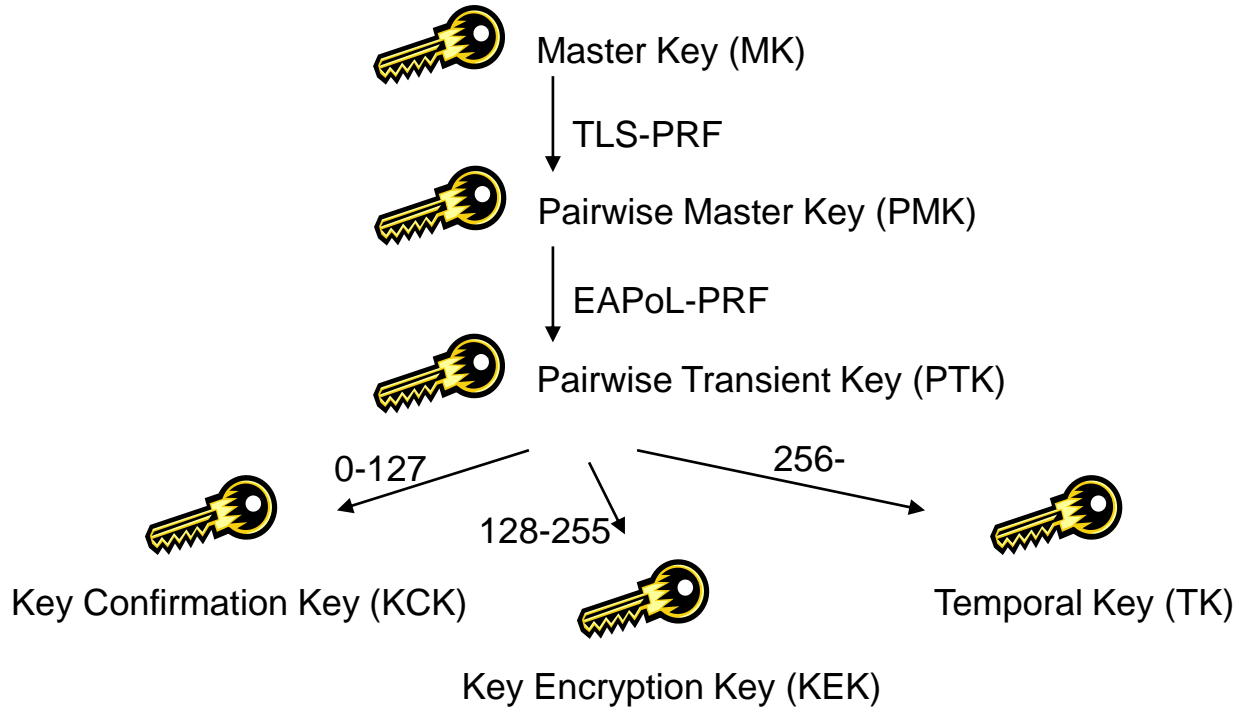 Master Key (MK)
TLS-PRF
Pairwise Master Key (PMK)
EAPoL-PRF
Pairwise Transient Key (PTK)
0-127
256-
128-255
Key Confirmation Key (KCK)
Temporal Key (TK)
Key Encryption Key (KEK)